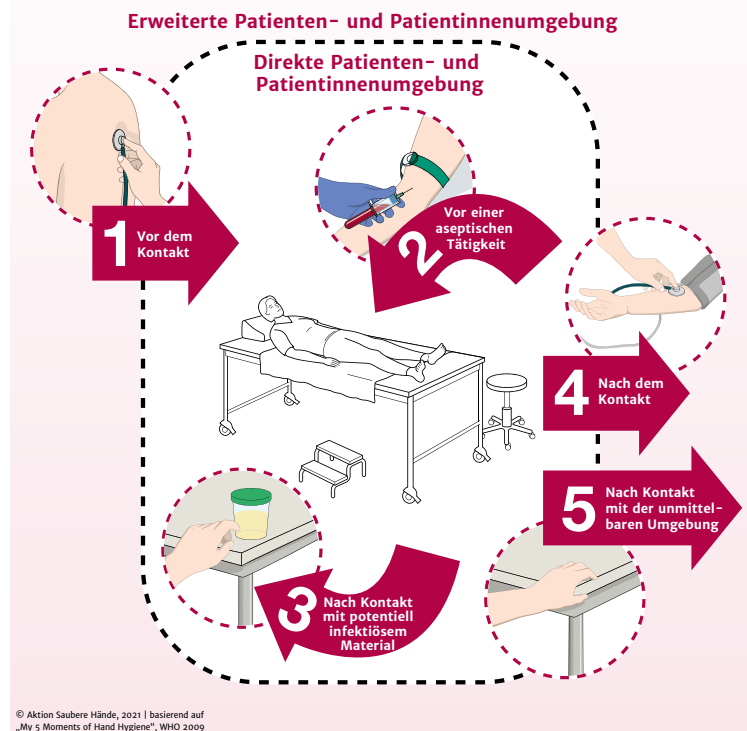 Erweiterte Patienten- und Patientinnenumgebung
Direkte Patienten- und
Patientinnenumgebung
1
Vor dem
Kontakt
2
Vor einer
aseptischen
Tätigkeit
4
Nach dem
Kontakt
5
Nach Kontakt
mit der unmittel-
baren Umgebung
3
Nach Kontakt
mit potentiell
infektiösem
Material
© Aktion Saubere Hände, 2021 | basierend auf
„My 5 Moments of Hand Hygiene“, WHO 2009